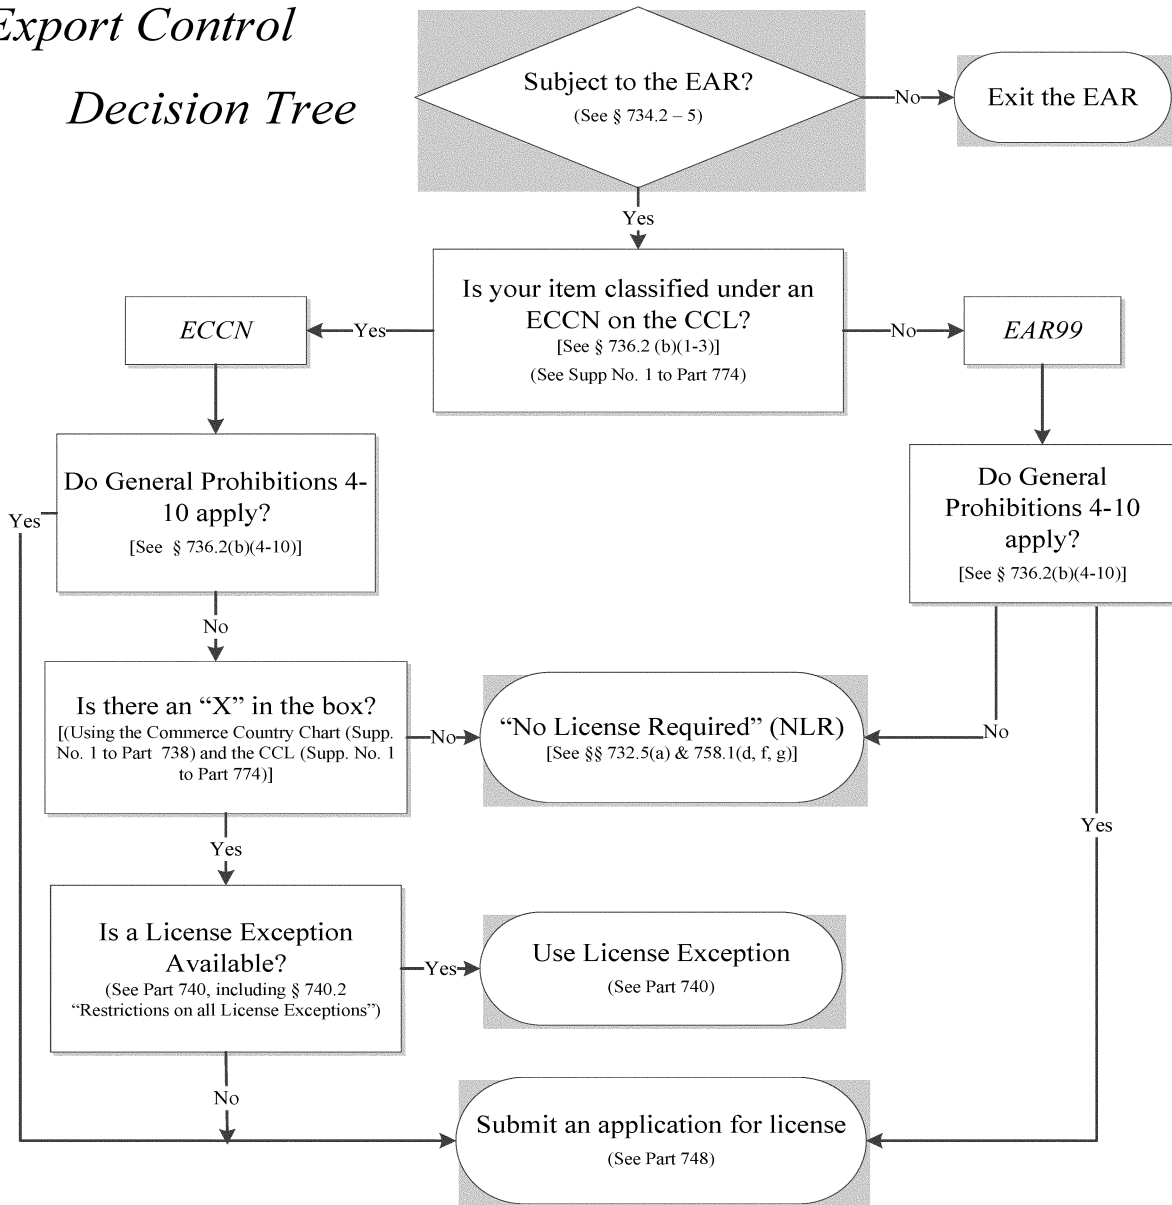 Export Control
Decision Tree
Subject to the EAR?
(See § 734.2 – 5)
No
Exit the EAR
Yes
Is your item classified under an
ECCN on the CCL?
[See § 736.2 (b)(1-3)]
(See Supp No. 1 to Part 774)
Yes
ECCN
No
EAR99
Do General Prohibitions 4-
10 apply?
[See § 736.2(b)(4-10)]
Yes
Do General
Prohibitions 4-10
apply?
[See § 736.2(b)(4-10)]
No
Is there an “X” in the box?
[(Using the Commerce Country Chart (Supp.
No. 1 to Part 738) and the CCL (Supp. No. 1
to Part 774)]
No
“No License Required” (NLR)
[See §§ 732.5(a) & 758.1(d, f, g)]
No
Yes
Yes
Is a License Exception
Available?
(See Part 740, including § 740.2
“Restrictions on all License Exceptions”)
Yes
Use License Exception
(See Part 740)
No
Submit an application for license
(See Part 748)